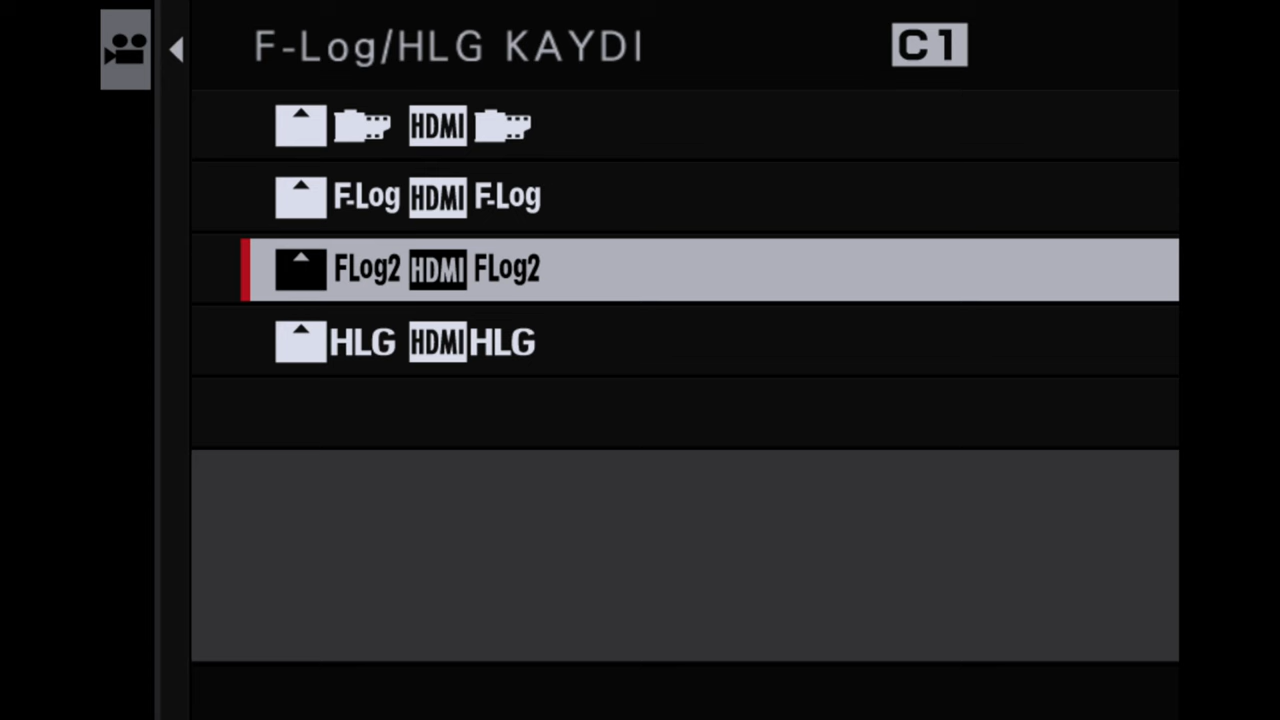 F-Log/HLG KAYDI C1
HDMI
F-Log HDMI F-Log
FLog2 HDMI FLog2
HLG HDMI HLG